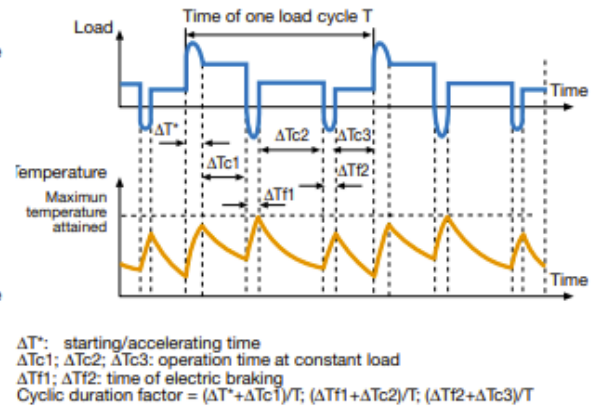 Time of one load cycle T
Load
Time
ΔT*
ΔTc2
ΔTc3
ΔTc1
ΔTf2
ΔTf1
Temperature
Maximun
temperature
attained
Time
ΔT*: starting/accelerating time
ΔTc1; ΔTc2; ΔTc3: operation time at constant load
ΔTf1; ΔTf2: time of electric braking
Cyclic duration factor = (ΔT*+ΔTc1)/T; (ΔTf1+ΔTc2)/T; (ΔTf2+ΔTc3)/T